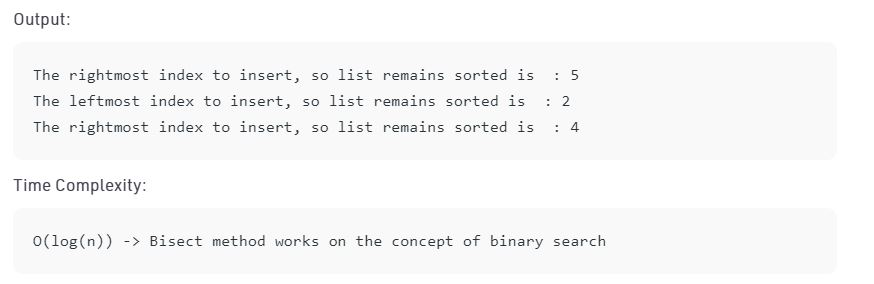 Output:
The rightmost index to insert, so list remains sorted is  : 5
The leftmost index to insert, so list remains sorted is  : 2
The rightmost index to insert, so list remains sorted is  : 4
Time Complexity:
O(log(n)) -> Bisect method works on the concept of binary search